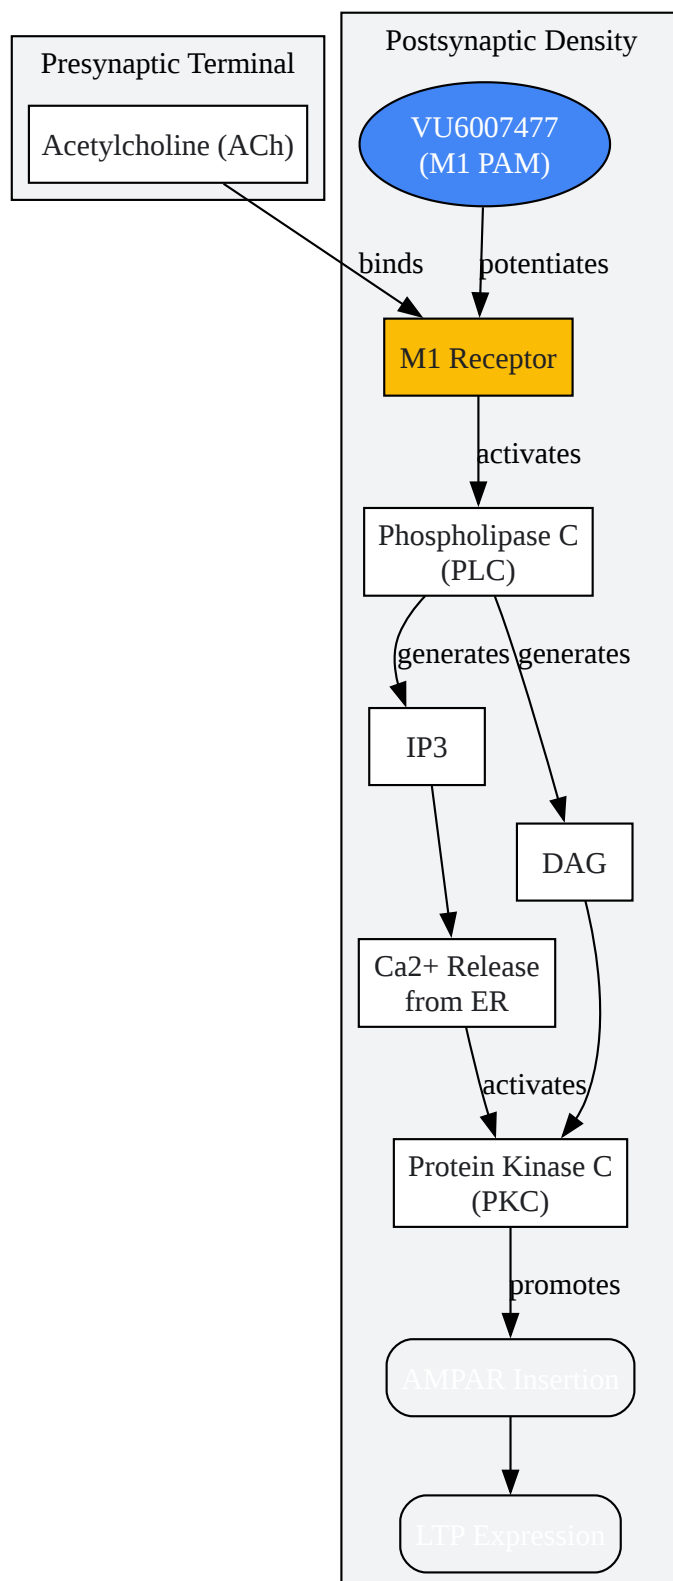 Postsynaptic Density
Presynaptic Terminal
Acetylcholine (ACh)
VU6007477
(M1 PAM)
binds
potentiates
M1 Receptor
activates
Phospholipase C
(PLC)
generates
generates
IP3
DAG
Ca2+ Release
from ER
activates
Protein Kinase C
(PKC)
promotes
AMPAR Insertion
LTP Expression